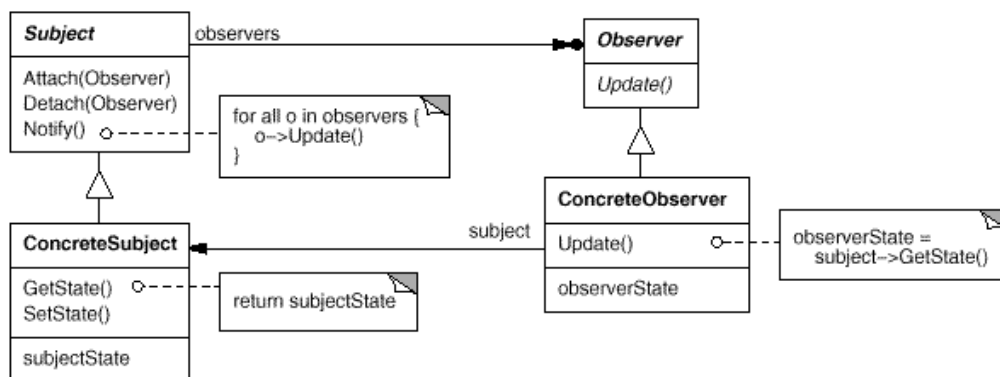 Subject
Attach(Observer)
Detach(Observer)
Notify()
observers
Observer
Update()
for all o in observers {
o->Update()
}
ConcreteSubject
GetState()
SetState()
subjectState
return subjectState
subject
ConcreteObserver
Update()
observerState
observerState =
subject->GetState()